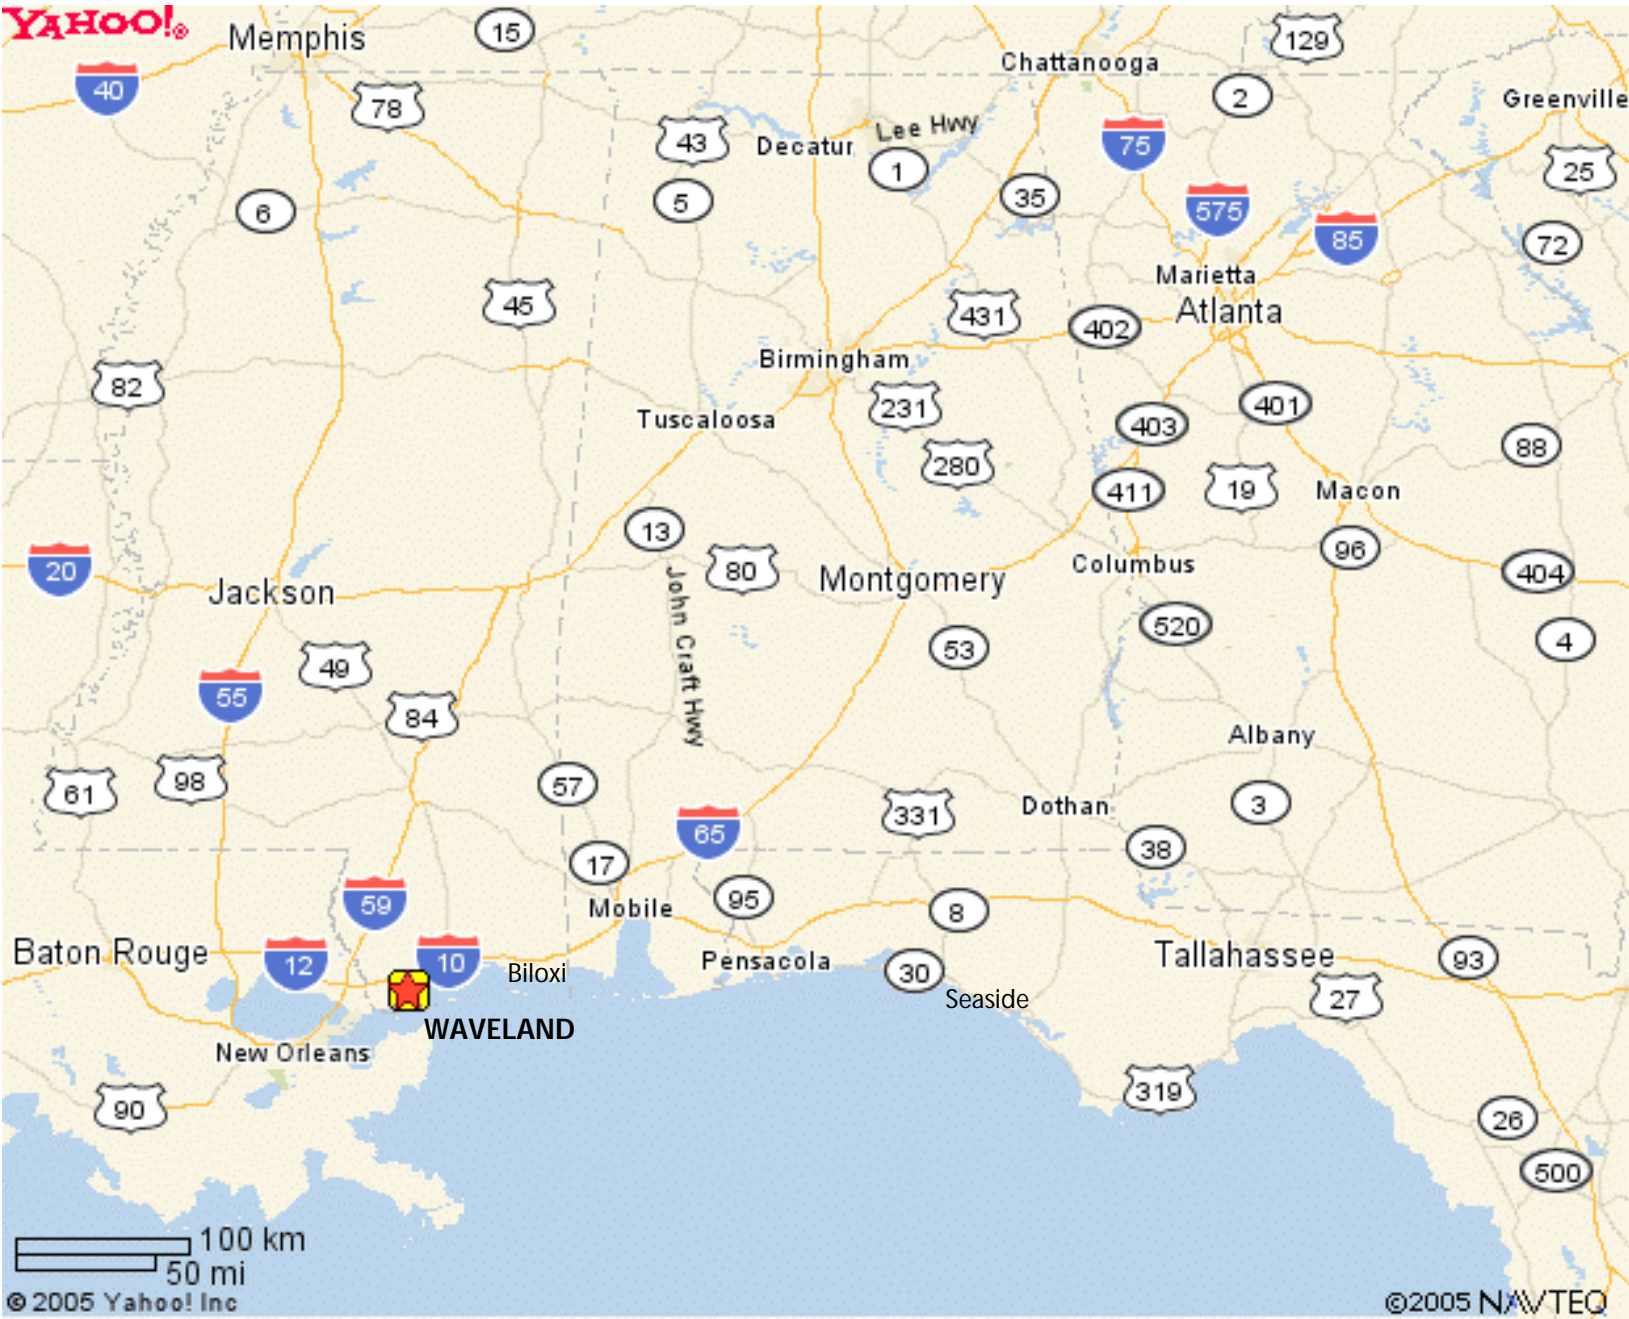 YAHOO!®
Memphis
15
129
Chattanooga
40
78
2
Greenville
43
Decatur
Lee Hwy
75
1
25
5
35
6
575
85
72
Marietta
45
431
402
Atlanta
Birmingham
82
231
401
Tuscaloosa
403
88
280
411
19
Macon
13
96
20
80
Columbus
404
Jackson
John Craft Hwy
Montgomery
520
53
4
49
55
84
Albany
98
61
57
331
Dothan
3
65
38
17
59
95
Mobile
8
Baton Rouge
12
10
Biloxi
Pensacola
30
Tallahassee
93
Seaside
27
WAVELAND
New Orleans
319
90
26
500
100 km
50 mi
© 2005 Yahoo! Inc
©2005 NAVTEQ